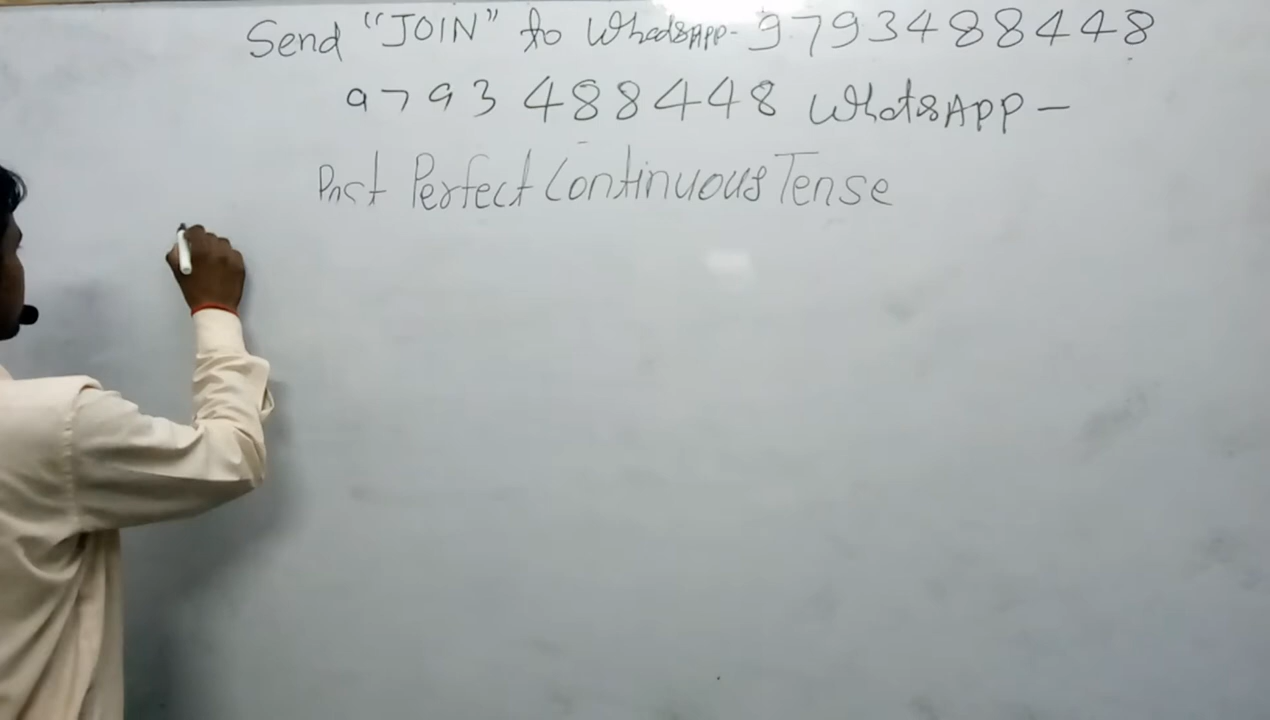 Send "JOIN" to WhatsApp- 9793488448
9793 488448 WhatsApp -
Past Perfect Continuous Tense